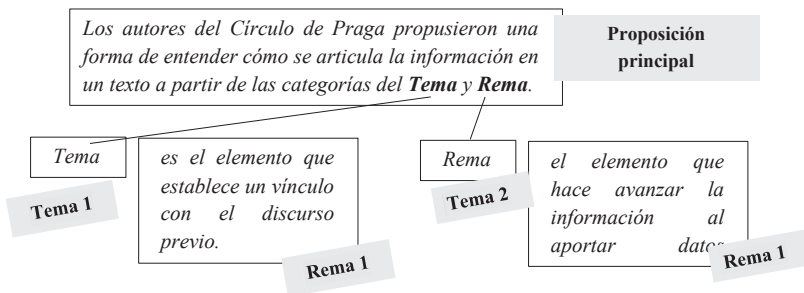 Los autores del Círculo de Praga propusieron una
forma de entender cómo se articula la información en
un texto a partir de las categorías del Tema y Rema.
Proposición
principal
Tema
es el elemento que
establece un vínculo
con el discurso
previo.
Tema 1
Rema 1
Rema
el elemento que
hace avanzar la
información al
aportar datos
Tema 2
Rema 1